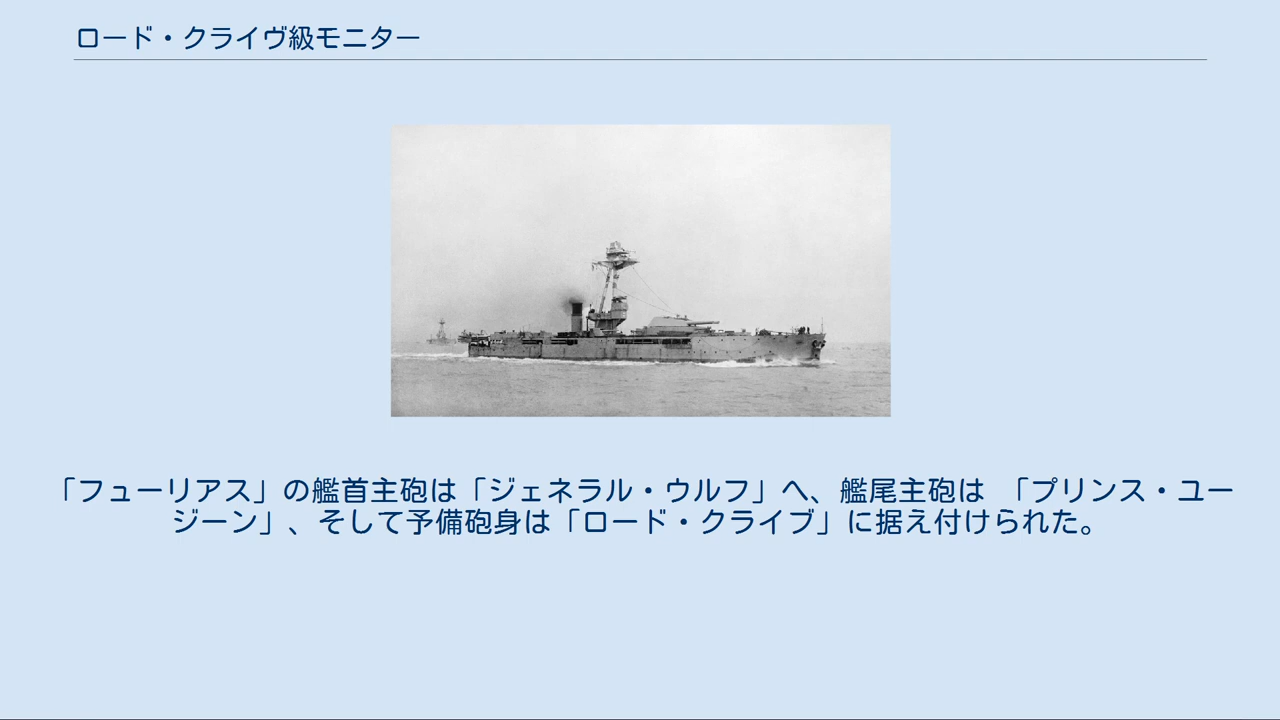 ロード・クライヴ級モニター
「フューリアス」の艦首主砲は「ジェネラル・ウルフ」へ、艦尾主砲は 「プリンス・ユー
ジーン」、そして予備砲身は「ロード・クライブ」に据え付けられた。